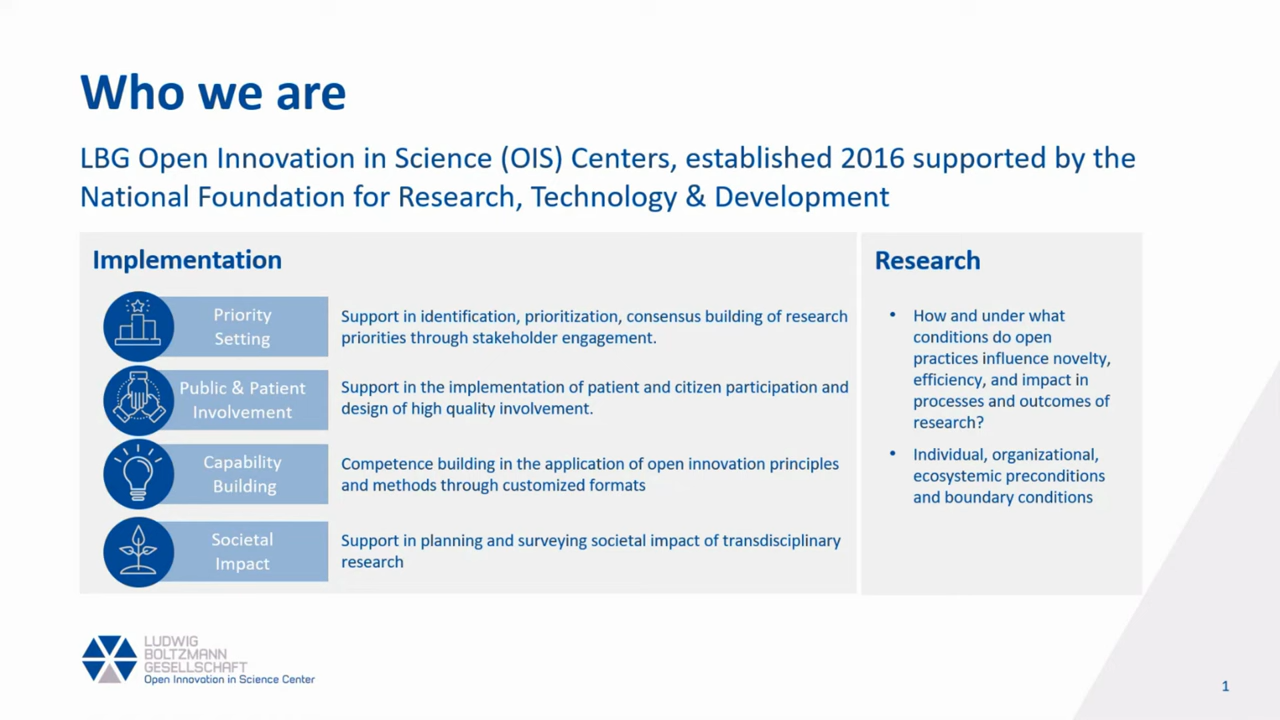 Who we are
LBG Open Innovation in Science (OIS) Centers, established 2016 supported by the
National Foundation for Research, Technology & Development
Implementation
Priority
Setting
Support in identification, prioritization, consensus building of research
priorities through stakeholder engagement.
Public & Patient
Involvement
Support in the implementation of patient and citizen participation and
design of high quality involvement.
Capability
Building
Competence building in the application of open innovation principles
and methods through customized formats
Societal
Impact
Support in planning and surveying societal impact of transdisciplinary
research
Research
• How and under what
conditions do open
practices influence novelty,
efficiency, and impact in
processes and outcomes of
research?
• Individual, organizational,
ecosystemic preconditions
and boundary conditions
LUDWIG
BOLTZMANN
GESELLSCHAFT
Open Innovation in Science Center
1